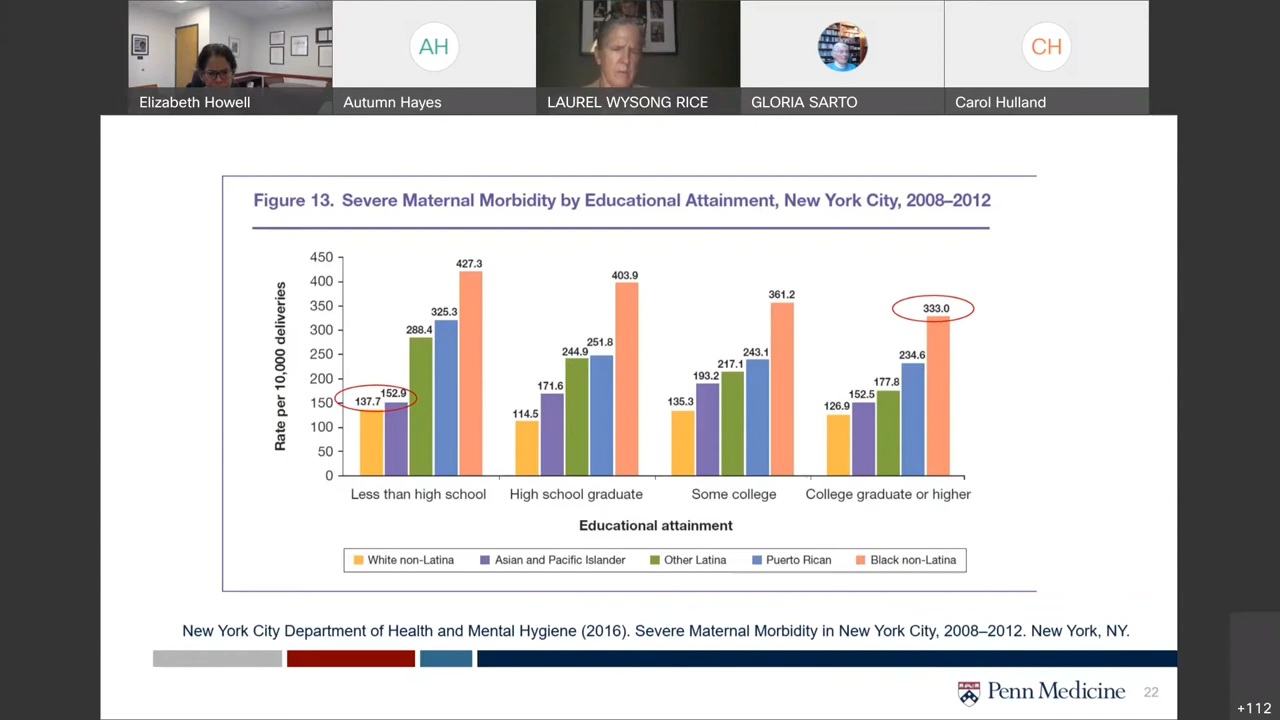 Elizabeth Howell
AH
Autumn Hayes
LAUREL WYSONG RICE
GLORIA SARTO
CH
Carol Hulland
Figure 13. Severe Maternal Morbidity by Educational Attainment, New York City, 2008–2012
Rate per 10,000 deliveries
450
400
350
300
250
200
150
100
50
0
137.7
152.9
288.4
325.3
427.3
114.5
171.6
244.9
251.8
403.9
135.3
193.2
217.1
243.1
361.2
126.9
152.5
177.8
234.6
333.0
Less than high school
High school graduate
Some college
College graduate or higher
Educational attainment
White non-Latina
Asian and Pacific Islander
Other Latina
Puerto Rican
Black non-Latina
New York City Department of Health and Mental Hygiene (2016). Severe Maternal Morbidity in New York City, 2008–2012. New York, NY.
Penn Medicine
22
+112